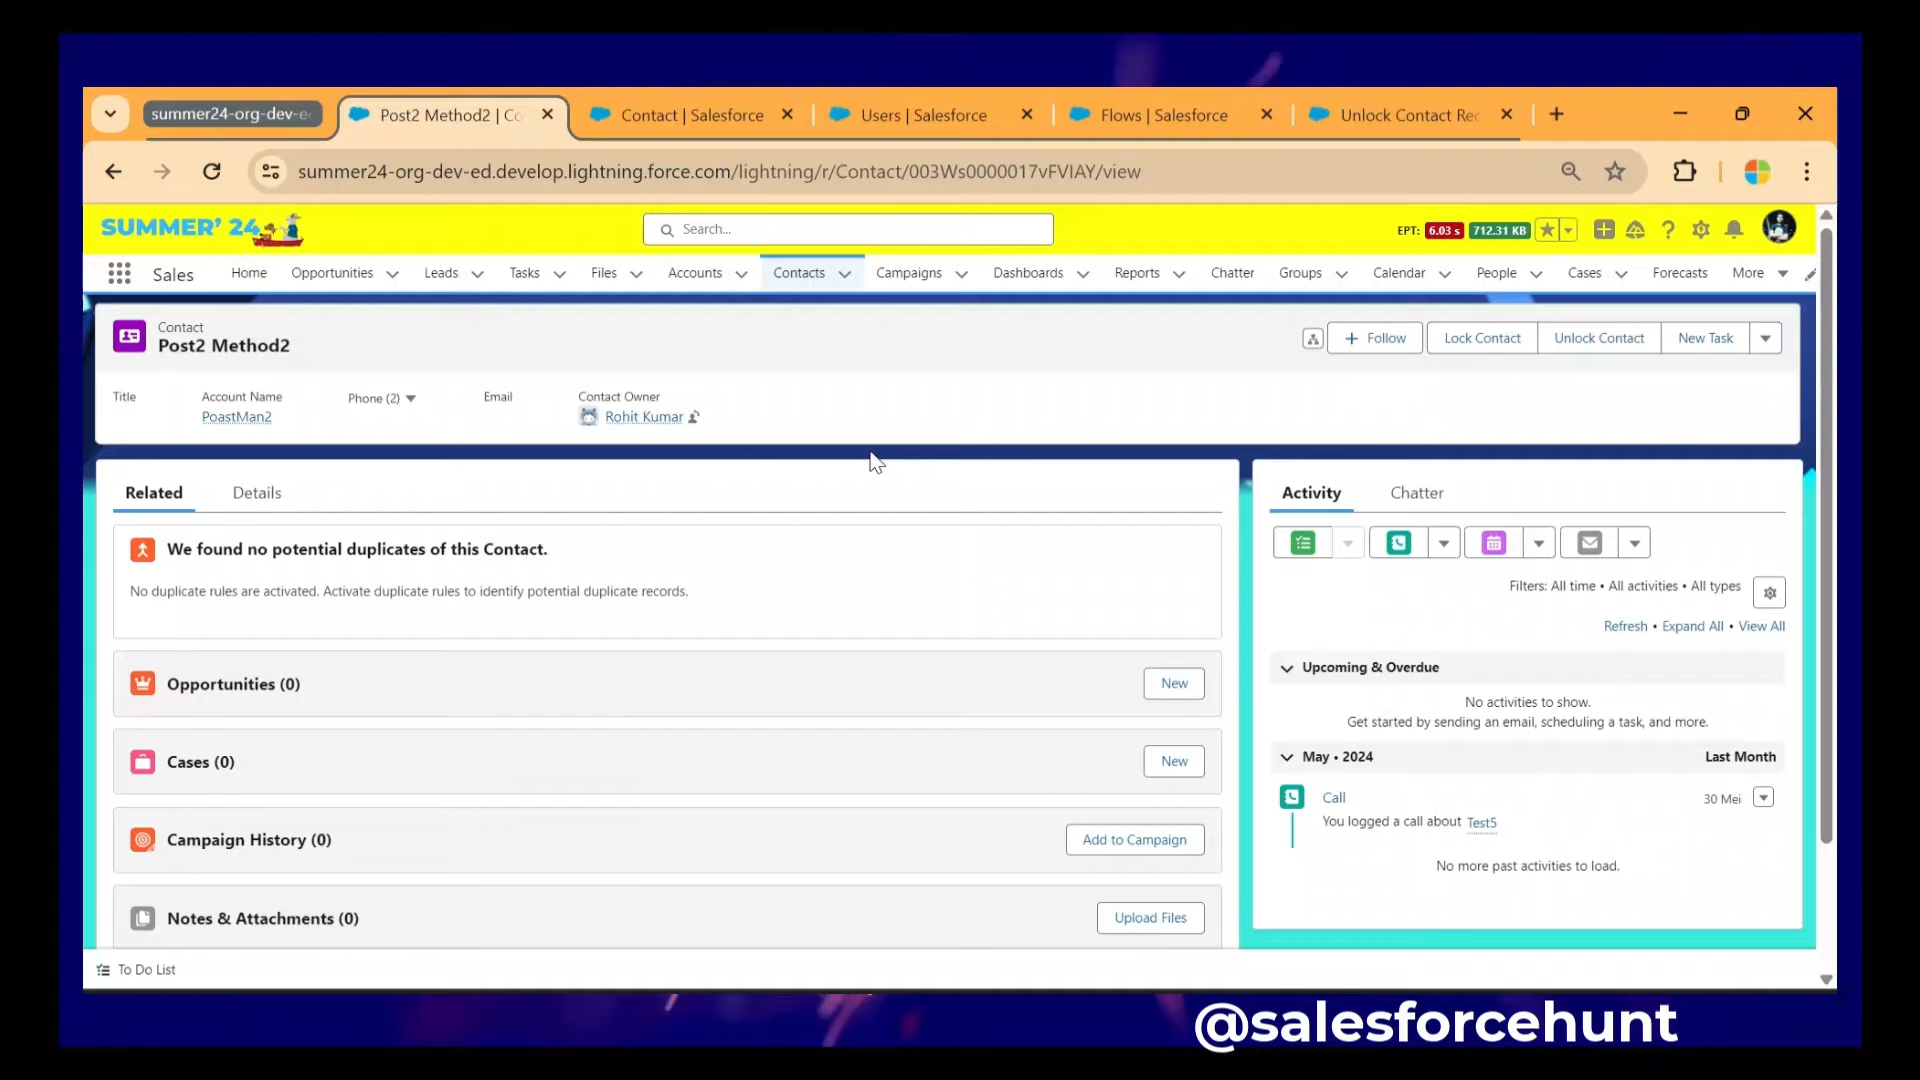 summer24-org-dev-e
Post2 Method2 | Co
Contact | Salesforce
Users | Salesforce
Flows | Salesforce
Unlock Contact Rec
summer24-org-dev-ed.develop.lightning.force.com/lightning/r/Contact/003Ws0000017vFVIAY/view
SUMMER' 24
Search...
EPT: 6.03 s 712.31 KB
Sales Home Opportunities Leads Tasks Files Accounts Contacts Campaigns Dashboards Reports Chatter Groups Calendar People Cases Forecasts More
Contact
Post2 Method2
Follow Lock Contact Unlock Contact New Task
Title Account Name Phone (2) Email Contact Owner
PoastMan2 Rohit Kumar
Related Details
We found no potential duplicates of this Contact.
No duplicate rules are activated. Activate duplicate rules to identify potential duplicate records.
Opportunities (0) New
Cases (0) New
Campaign History (0) Add to Campaign
Notes & Attachments (0) Upload Files
Activity Chatter
Filters: All time • All activities • All types
Refresh • Expand All • View All
Upcoming & Overdue
No activities to show.
Get started by sending an email, scheduling a task, and more.
May • 2024 Last Month
Call 30 Mei
You logged a call about Test5
No more past activities to load.
To Do List
@salesforcehunt